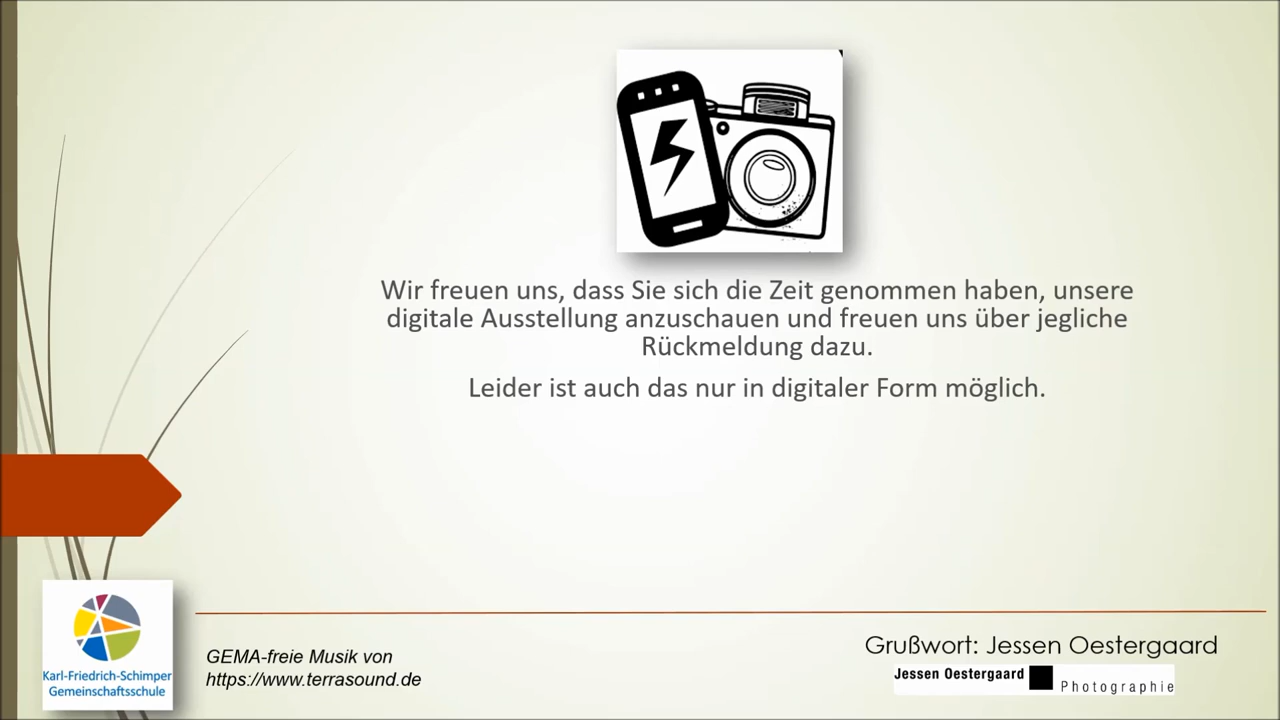 Wir freuen uns, dass Sie sich die Zeit genommen haben, unsere
digitale Ausstellung anzuschauen und freuen uns über jegliche
Rückmeldung dazu.
Leider ist auch das nur in digitaler Form möglich.
Karl-Friedrich-Schimper
Gemeinschaftsschule
GEMA-freie Musik von
https://www.terrasound.de
Grußwort: Jessen Oestergaard
Jessen Oestergaard
Photographie